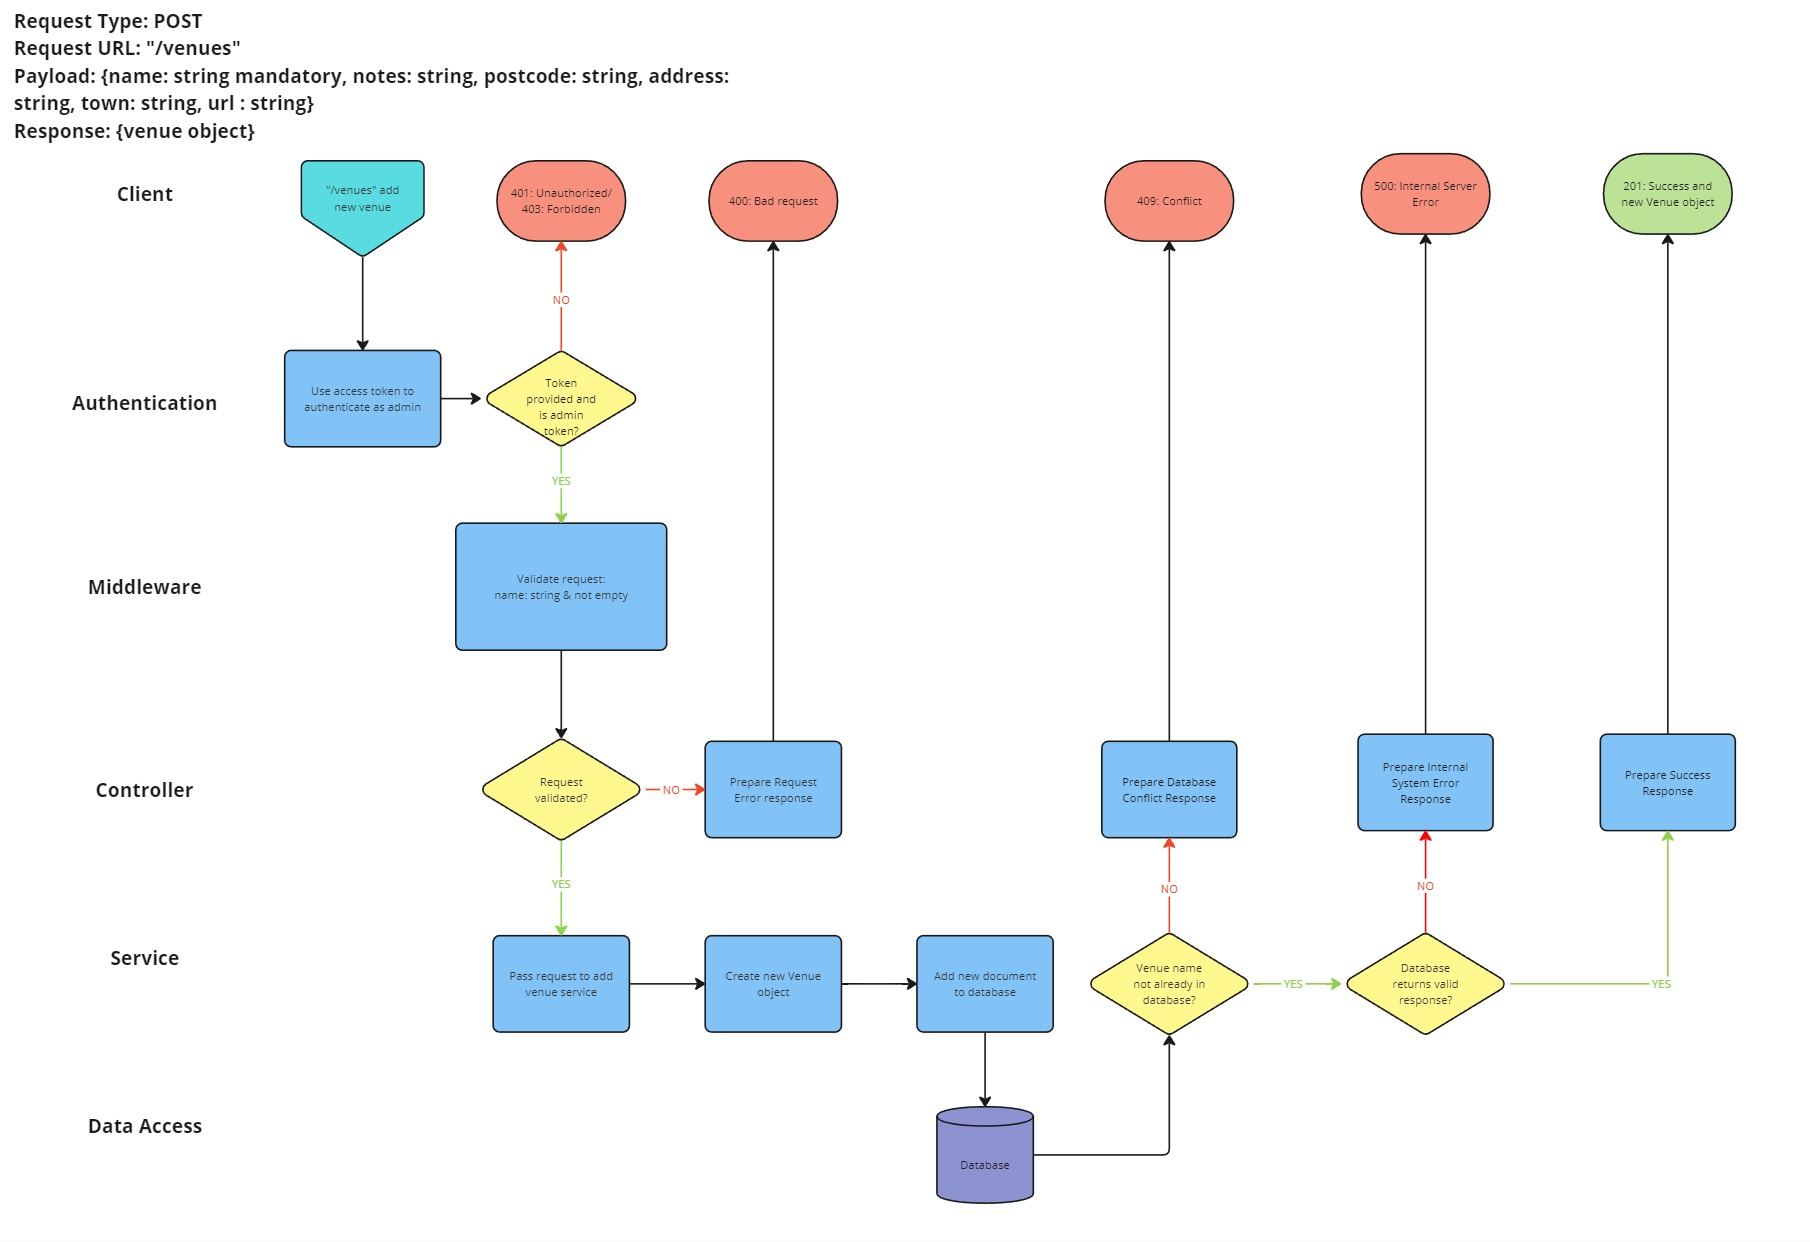 Request Type: POST
Request URL: "/venues"
Payload: {name: string mandatory, notes: string, postcode: string, address:
string, town: string, url : string}
Response: {venue object}
Client
"/venues" add
new venue
401: Unauthorized/
403: Forbidden
400: Bad request
409: Conflict
500: Internal Server
Error
201: Success and
new Venue object
NO
Authentication
Use access token to
authenticate as admin
Token
provided and
is admin
token?
YES
Middleware
Validate request:
name: string & not empty
Controller
Request
validated?
NO
Prepare Request
Error response
Prepare Database
Conflict Response
Prepare Internal
System Error
Response
Prepare Success
Response
YES
NO
NO
Service
Pass request to add
venue service
Create new Venue
object
Add new document
to database
Venue name
not already in
database?
YES
Database
returns valid
response?
YES
Data Access
Database